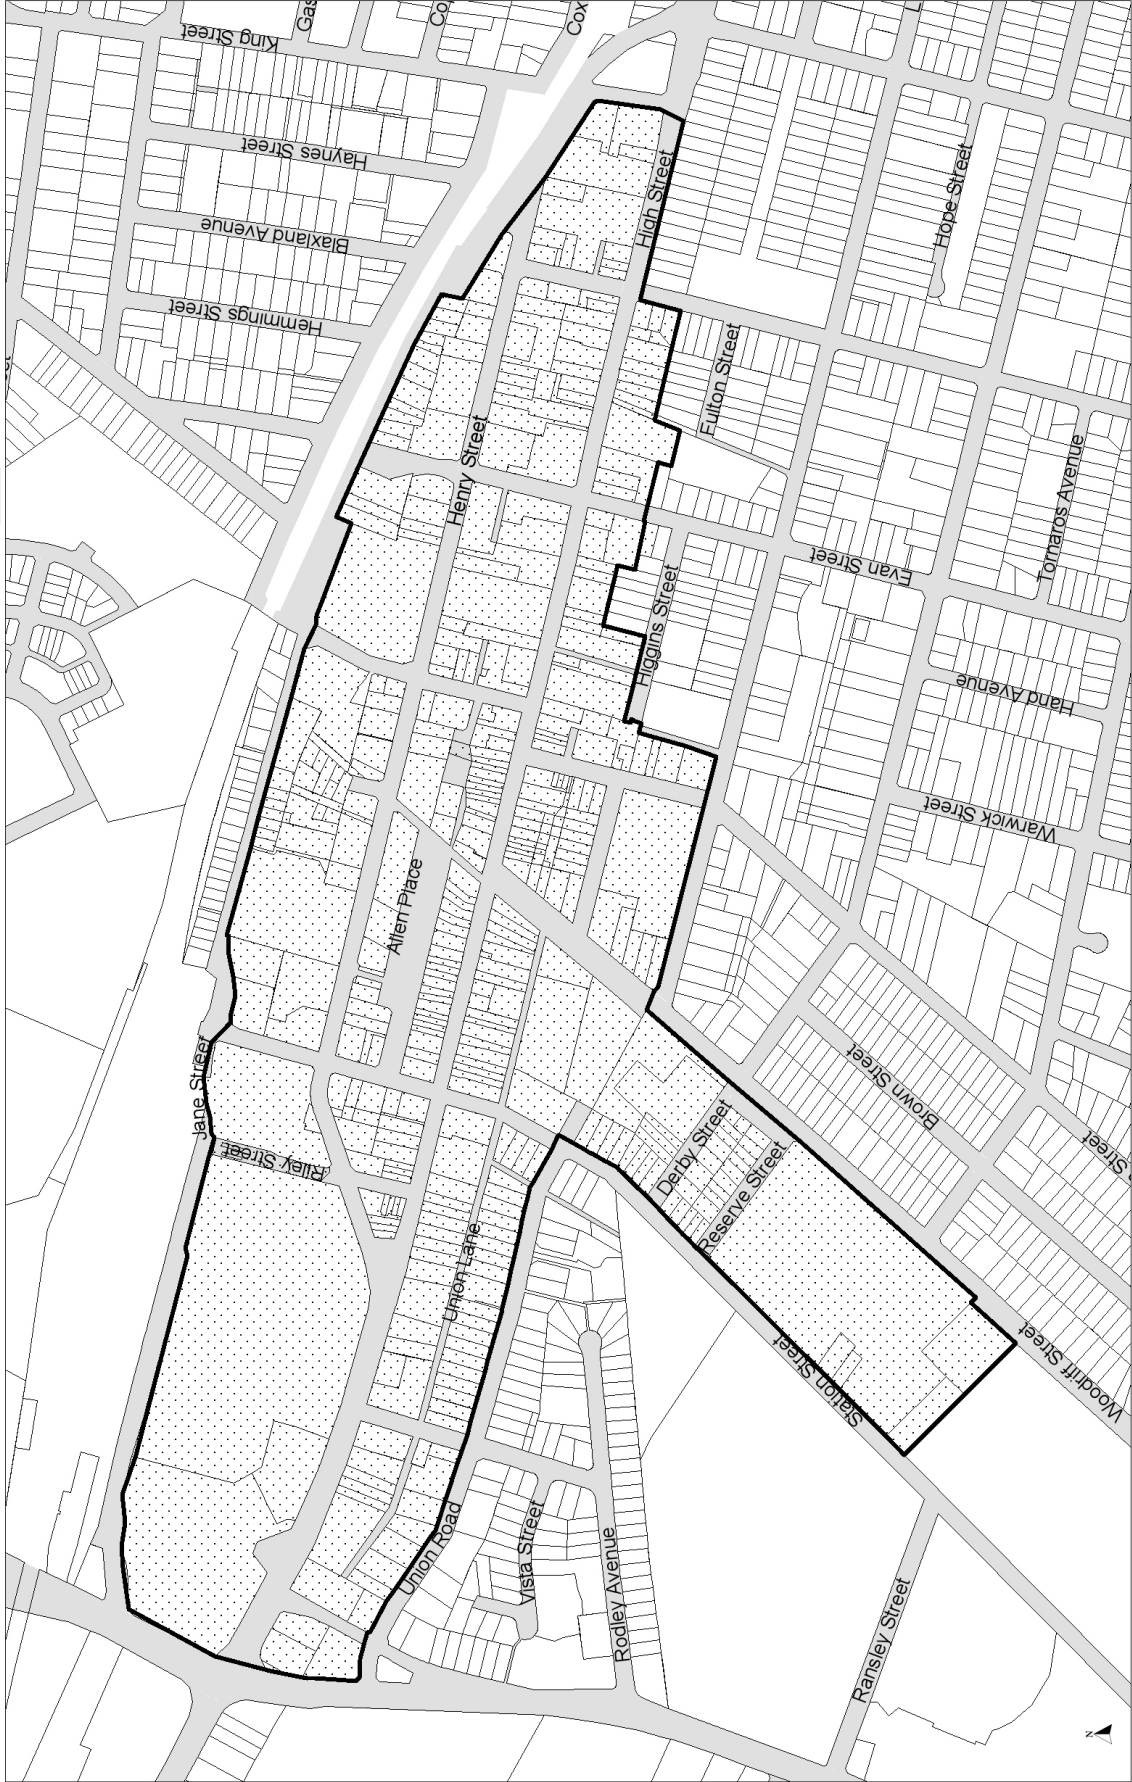 King Street
Haynes Street
Blaxland Avenue
Hemmings Street
High Street
Hope Street
Fulton Street
Henry Street
Tornaros Avenue
Evan Street
Higgins Street
Hand Avenue
Warwick Street
Allen Place
Jane Street
Riley Street
Brown Street
Street
Derby Street
Reserve Street
Union Lane
Station Street
Woodriff Street
Union Road
Vista Street
Rodley Avenue
Ransley Street
N